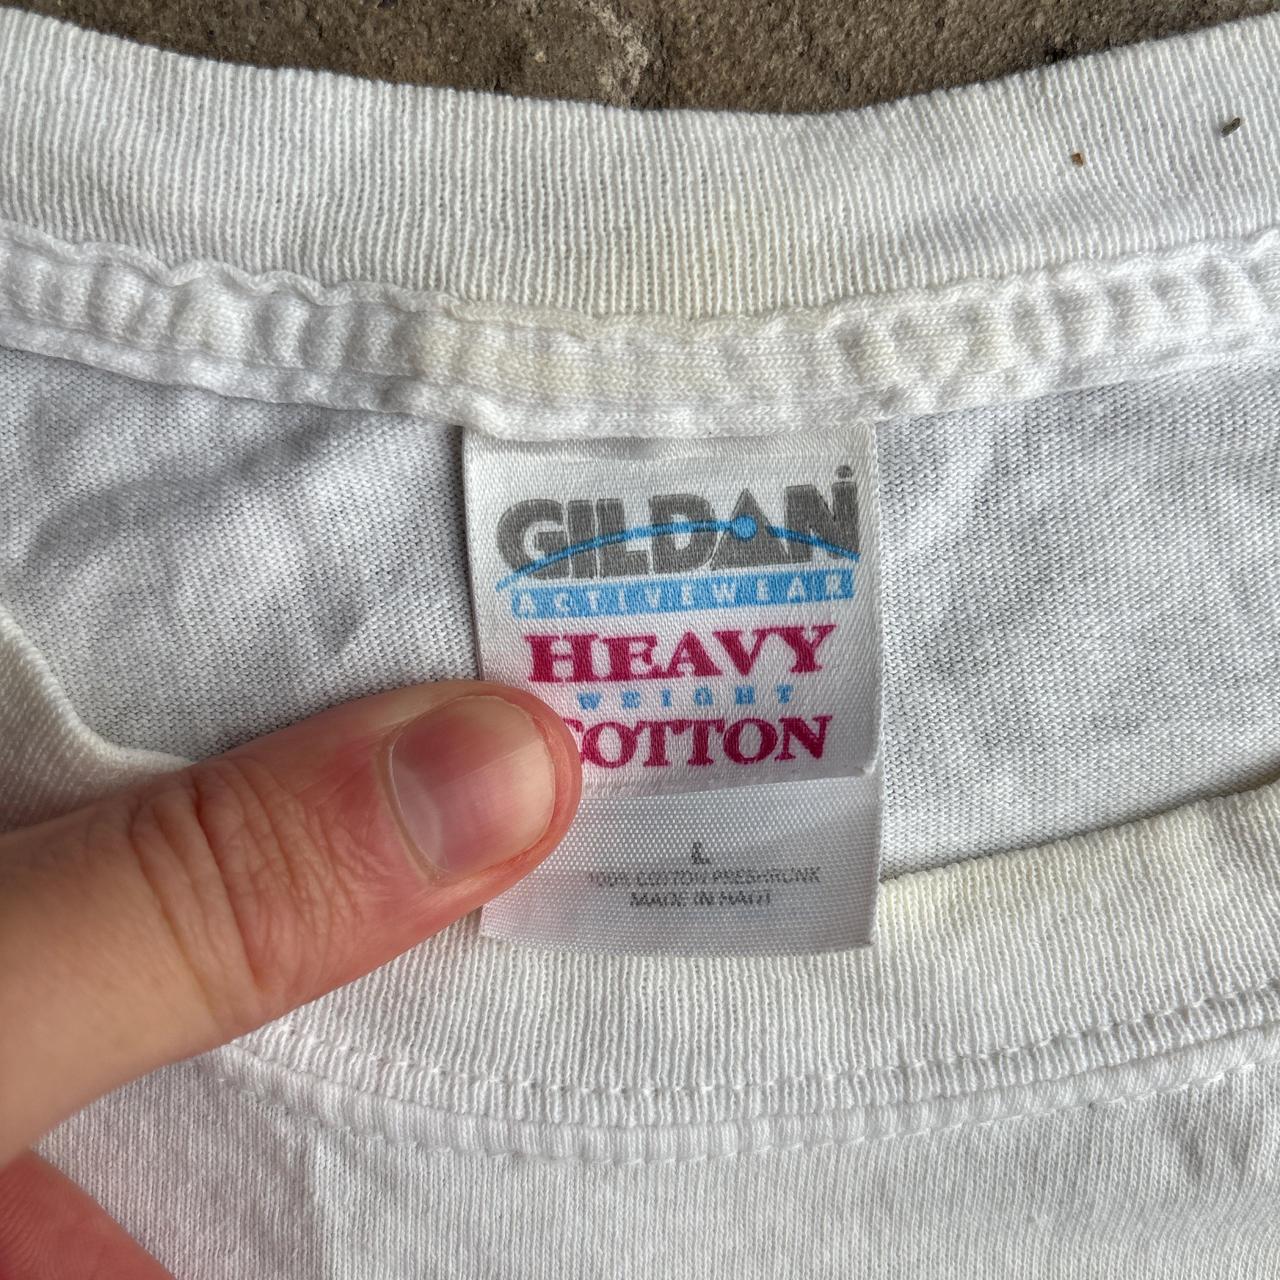 GILDAN
ACTIVEWEAR
HEAVY
WEIGHT
COTTON
L
100% COTTON PRESHRUNK
MADE IN HAITI